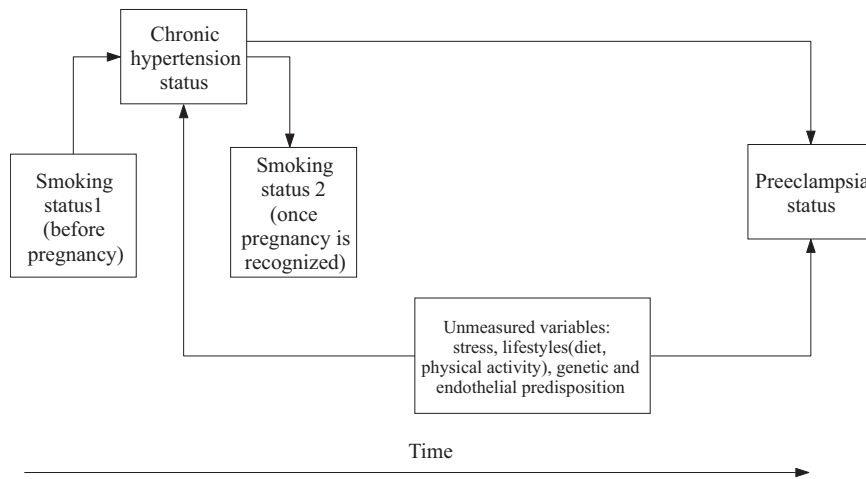 Chronic
hypertension
status
Smoking
status1
(before
pregnancy)
Smoking
status 2
(once
pregnancy is
recognized)
Preeclampsia
status
Unmeasured variables:
stress, lifestyles(diet,
physical activity), genetic and
endothelial predisposition
Time